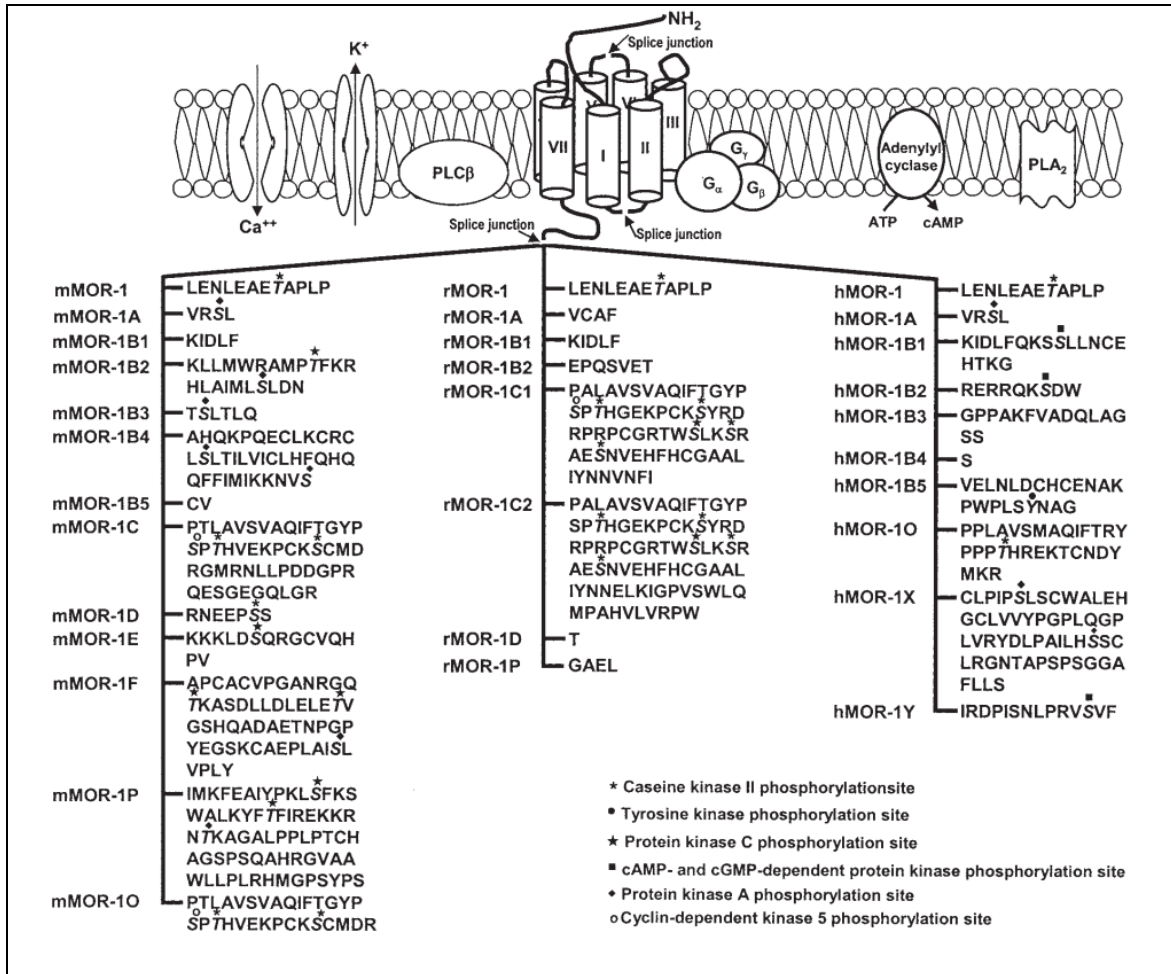 NH2
Splice junction
K+
V
VI
III
VII
I
II
PLCβ
Gγ
Gα
Gβ
Adenylyl
cyclase
PLA2
Ca++
ATP
cAMP
Splice junction
Splice junction
mMOR-1 LENLEAETAPLP
mMOR-1A VRSL
mMOR-1B1 KIDLF
mMOR-1B2 KLLMWRAMPTFKR
HLAIMLSLDN
mMOR-1B3 TSLTLQ
mMOR-1B4 AHQKPQECLKCRC
LSLTILVICLHFQHQ
QFFIMIKKNVS
mMOR-1B5 CV
mMOR-1C PTLAVSVAQIFTGYP
SPTHVEKPCKSCMD
RGMRNLLPDDGPR
QESGEGQLGR
mMOR-1D RNEEPSS
mMOR-1E KKKLDSQRGCVQH
PV
mMOR-1F APCACVPGANRGQ
TKASDLLDLELETV
GSHQADAETNPGP
YEGSKCAEPLAISL
VPLY
mMOR-1P IMKFEAIYPKLSFKS
WALKYFTFIREKKR
NTKAGALPPLPTCH
AGSPSQAHRGVAA
WLLPLRHMGPSYPS
mMOR-1O PTLAVSVAQIFTGYP
SPTHVEKPCKSCMDR
rMOR-1 LENLEAETAPLP
rMOR-1A VCAF
rMOR-1B1 KIDLF
rMOR-1B2 EPQSVET
rMOR-1C1 PALAVSVAQIFTGYP
SPTHGEKPCKSYRD
RPRPCGRTWSLKSR
AESNVEHFHCGAAL
IYNNVNFI
rMOR-1C2 PALAVSVAQIFTGYP
SPTHGEKPCKSYRD
RPRPCGRTWSLKSR
AESNVEHFHCGAAL
IYNNELKIGPVSWLQ
MPAHVLVRPW
rMOR-1D T
rMOR-1P GAEL
hMOR-1 LENLEAETAPLP
hMOR-1A VRSL
hMOR-1B1 KIDLFQKSSLLNCE
HTKG
hMOR-1B2 RERRQKSDW
hMOR-1B3 GPPAKFVADQLAG
SS
hMOR-1B4 S
hMOR-1B5 VELNLDCHCENAK
PWPLSYNAG
hMOR-1O PPLAVSMAQIFTRY
PPPTHREKTCNDY
MKR
hMOR-1X CLPIPSLSCWALEH
GCLVVYPGPLQGP
LVRYDLPAILHSSC
LRGNTAPSPSGGA
FLLS
hMOR-1Y IRDPISNLPRVSVF
* Caseine kinase II phosphorylationsite
• Tyrosine kinase phosphorylation site
★ Protein kinase C phosphorylation site
■ cAMP- and cGMP-dependent protein kinase phosphorylation site
◆ Protein kinase A phosphorylation site
○ Cyclin-dependent kinase 5 phosphorylation site